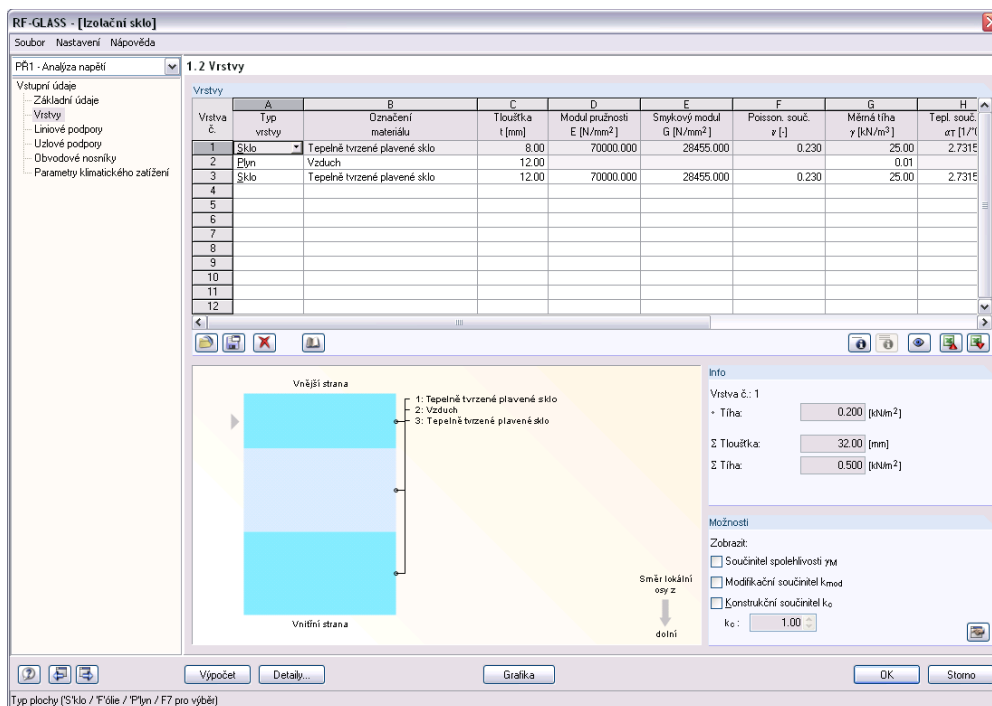 RF-GLASS - [Izolační sklo]
Soubor Nastavení Nápověda
PŘ1 - Analýza napětí
1.2 Vrstvy
Vstupní údaje
Základní údaje
Vrstvy
Liniové podpory
Uzlové podpory
Obvodové nosníky
Parametry klimatického zatížení
Vrstvy
A B C D E F G H
Vrstva Typ Označení Tloušťka Modul pružnosti Smykový modul Poisson. souč. Měrná tíha Tepl. souč.
č. vrstvy materiálu t [mm] E [N/mm2] G [N/mm2] ν [-] γ [kN/m3] αT [1/°(
1 Sklo Tepelně tvrzené plavené sklo 8.00 70000.000 28455.000 0.230 25.00 2.7315
2 Plyn Vzduch 12.00 0.01
3 Sklo Tepelně tvrzené plavené sklo 12.00 70000.000 28455.000 0.230 25.00 2.7315
4
5
6
7
8
9
10
11
12
Vnější strana
1: Tepelně tvrzené plavené sklo
2: Vzduch
3: Tepelně tvrzené plavené sklo
Vnitřní strana
Směr lokální
osy z
dolní
Info
Vrstva č.: 1
Tíha: 0.200 [kN/m2]
Σ Tloušťka: 32.00 [mm]
Σ Tíha: 0.500 [kN/m2]
Možnosti
Zobrazit:
Součinitel spolehlivosti γM
Modifikační součinitel kmod
Konstrukční součinitel kc
kc : 1.00
Výpočet Detaily... Grafika OK Storno
Typ plochy ('S'klo / 'F'ólie / 'P'lyn / F7 pro výběr)